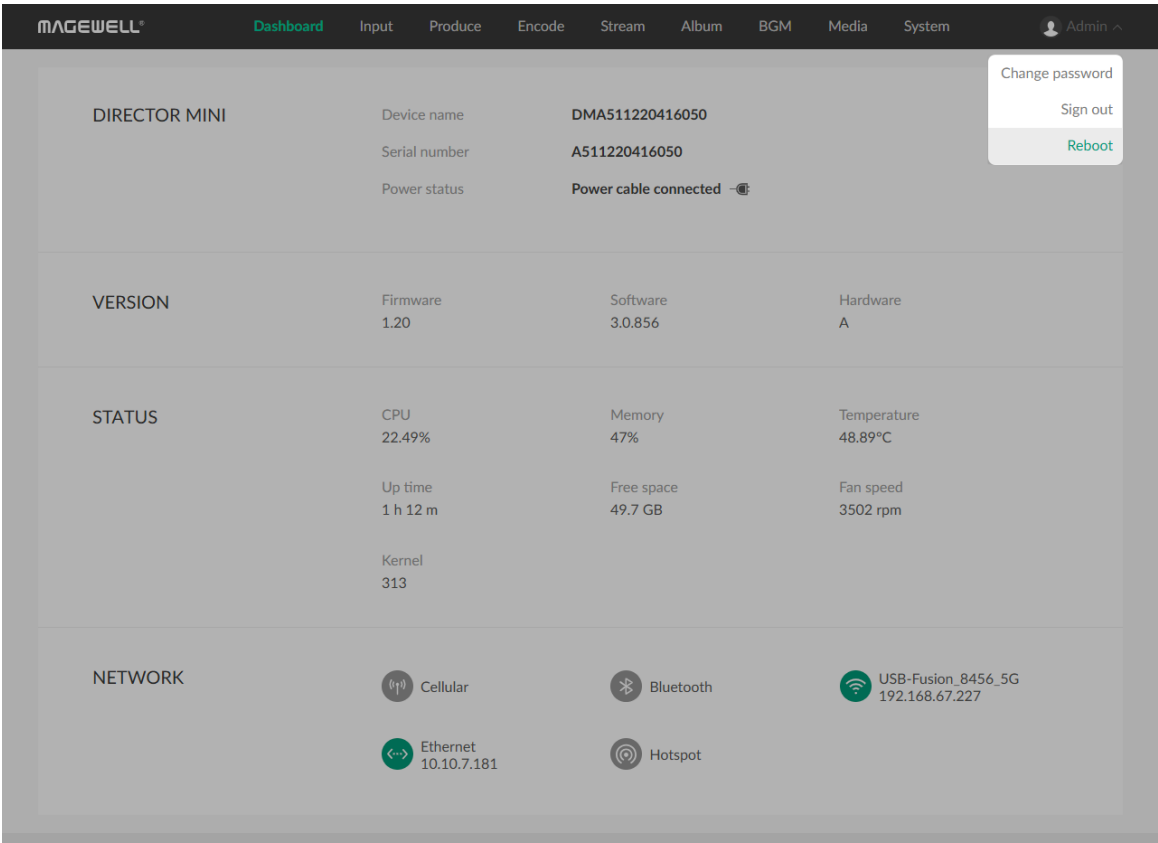 MAGEWELL®
Dashboard Input Produce Encode Stream Album BGM Media System Admin
Change password
Sign out
Reboot
DIRECTOR MINI
Device name DMA511220416050
Serial number A511220416050
Power status Power cable connected
VERSION
Firmware Software Hardware
1.20 3.0.856 A
STATUS
CPU Memory Temperature
22.49% 47% 48.89°C
Up time Free space Fan speed
1 h 12 m 49.7 GB 3502 rpm
Kernel
313
NETWORK
Cellular
Bluetooth
USB-Fusion_8456_5G
192.168.67.227
Ethernet
10.10.7.181
Hotspot